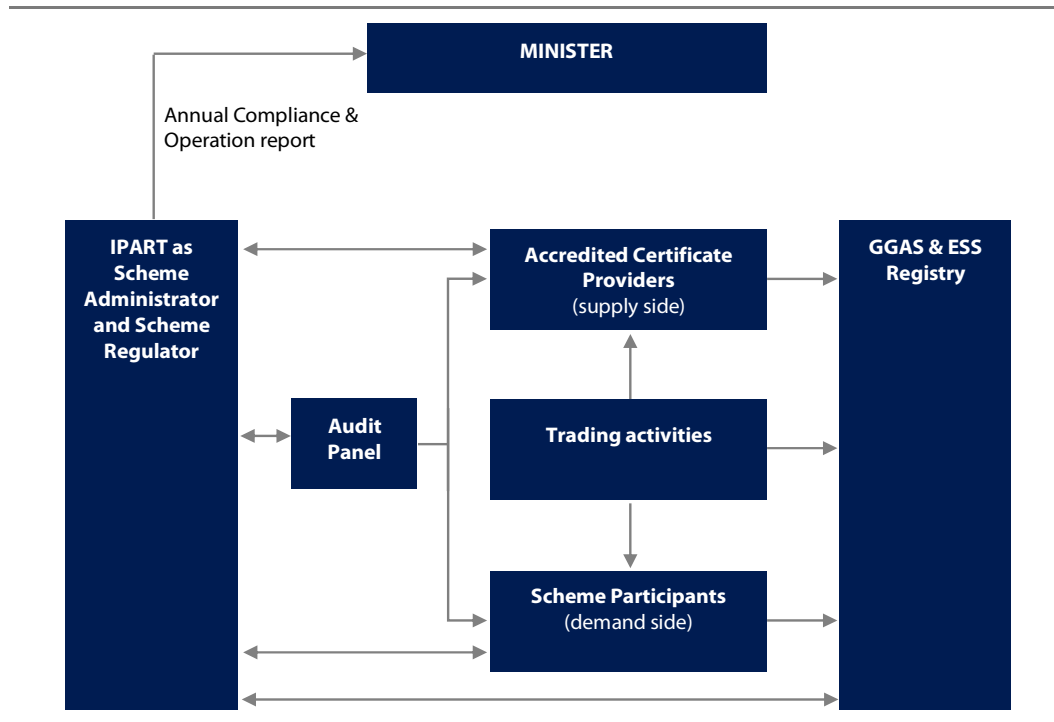 MINISTER
Annual Compliance &
Operation report
IPART as
Scheme
Administrator
and Scheme
Regulator
Accredited Certificate
Providers
(supply side)
GGAS & ESS
Registry
Audit
Panel
Trading activities
Scheme Participants
(demand side)